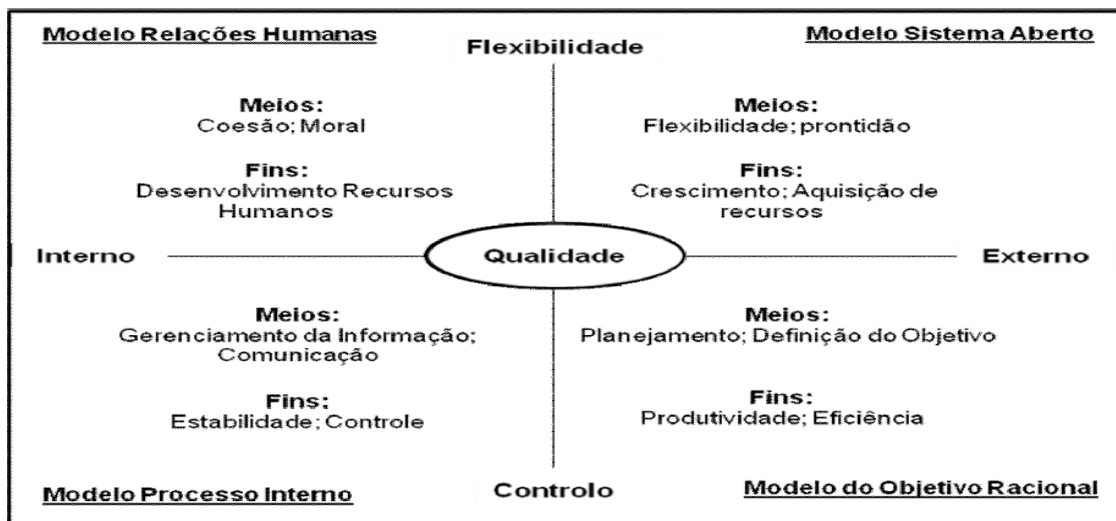 Modelo Relações Humanas
Flexibilidade
Modelo Sistema Aberto
Meios:
Coesão; Moral
Fins:
Desenvolvimento Recursos
Humanos
Meios:
Flexibilidade; prontidão
Fins:
Crescimento; Aquisição de
recursos
Interno
Qualidade
Externo
Meios:
Gerenciamento da Informação;
Comunicação
Fins:
Estabilidade; Controle
Meios:
Planejamento; Definição do Objetivo
Fins:
Produtividade; Eficiência
Modelo Processo Interno
Controlo
Modelo do Objetivo Racional